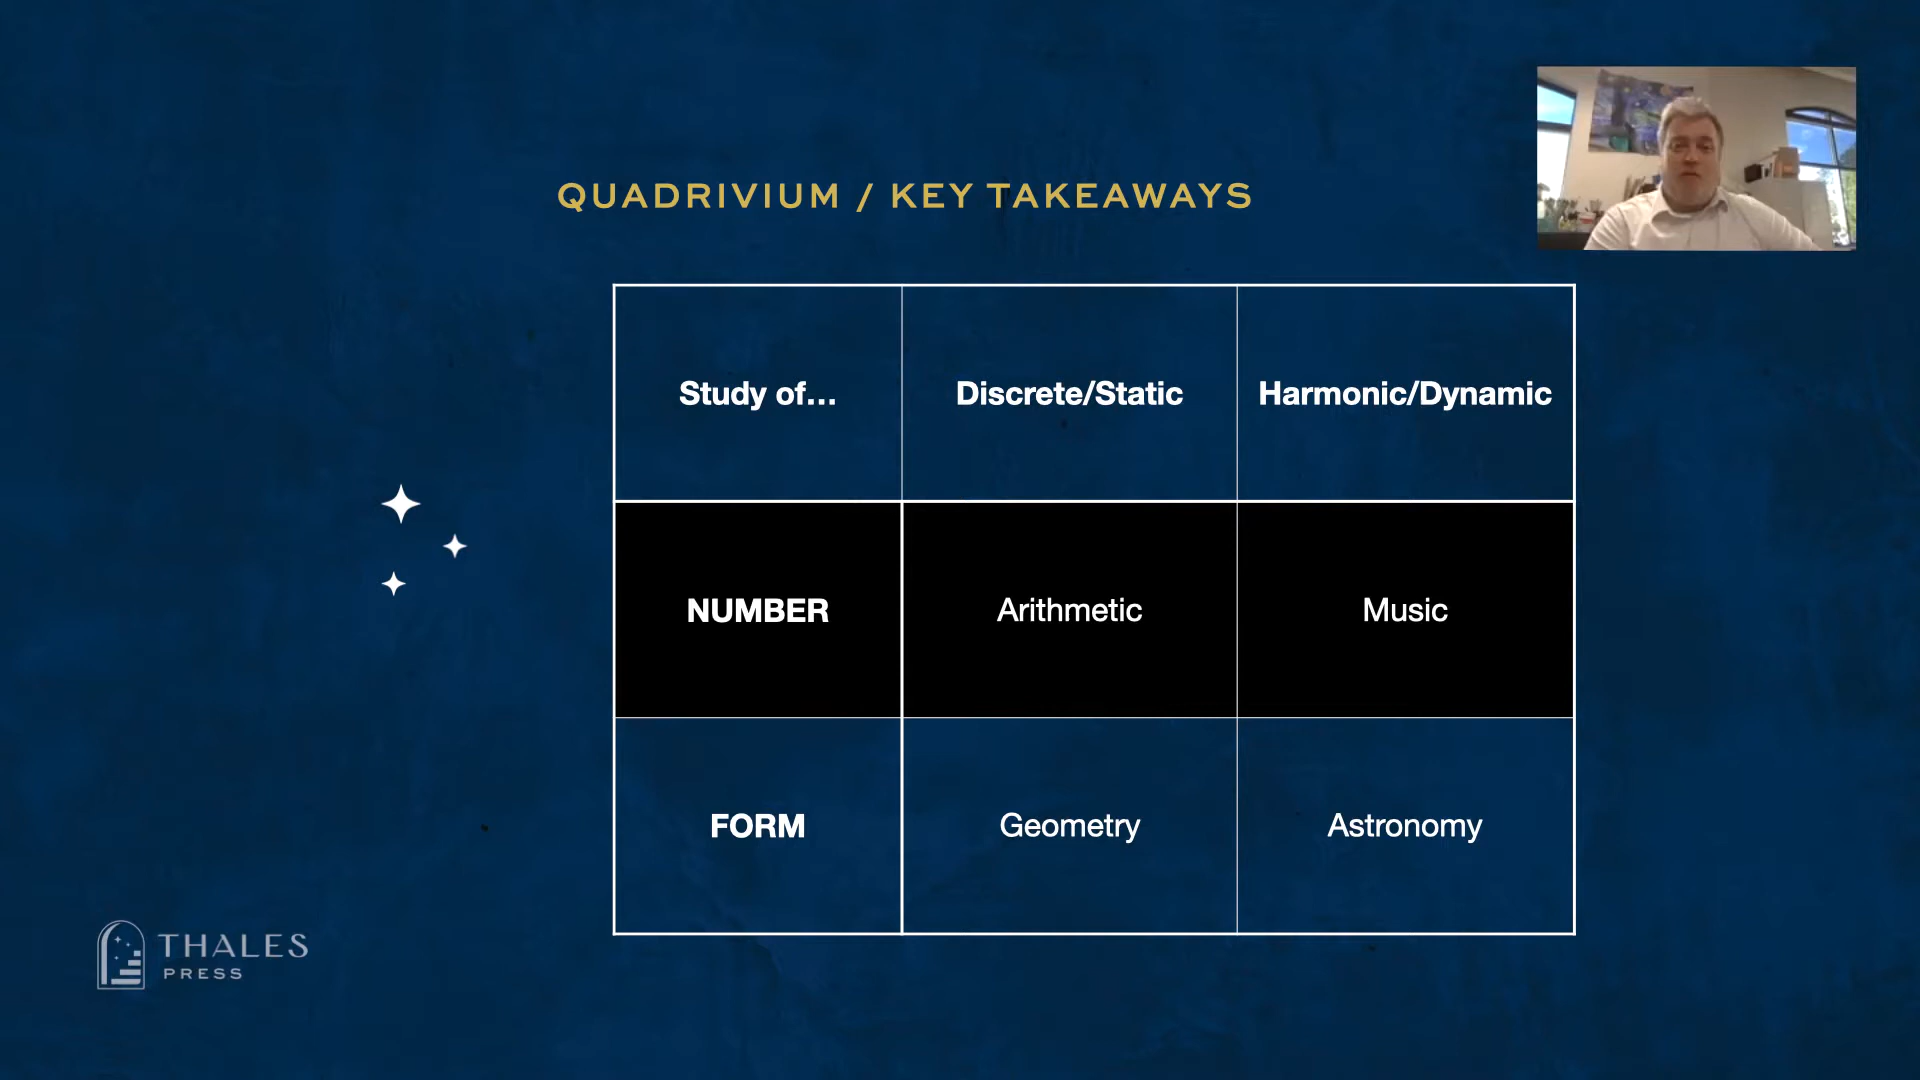 QUADRIVIUM / KEY TAKEAWAYS
Study of...
Discrete/Static
Harmonic/Dynamic
NUMBER
Arithmetic
Music
FORM
Geometry
Astronomy
THALES
PRESS